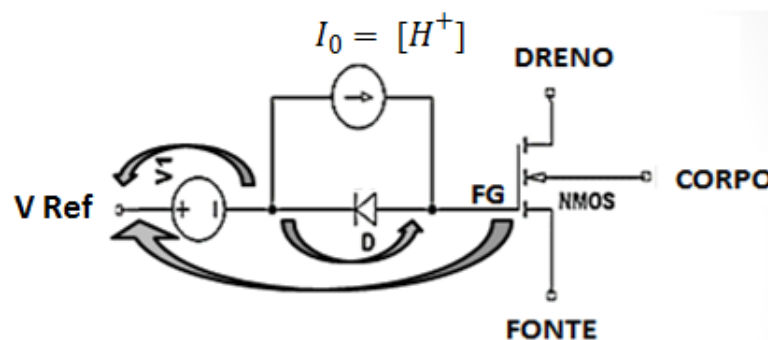 I₀ = [H⁺]
DRENO
V1
V Ref
+
D
FG
NMOS
CORPO
FONTE